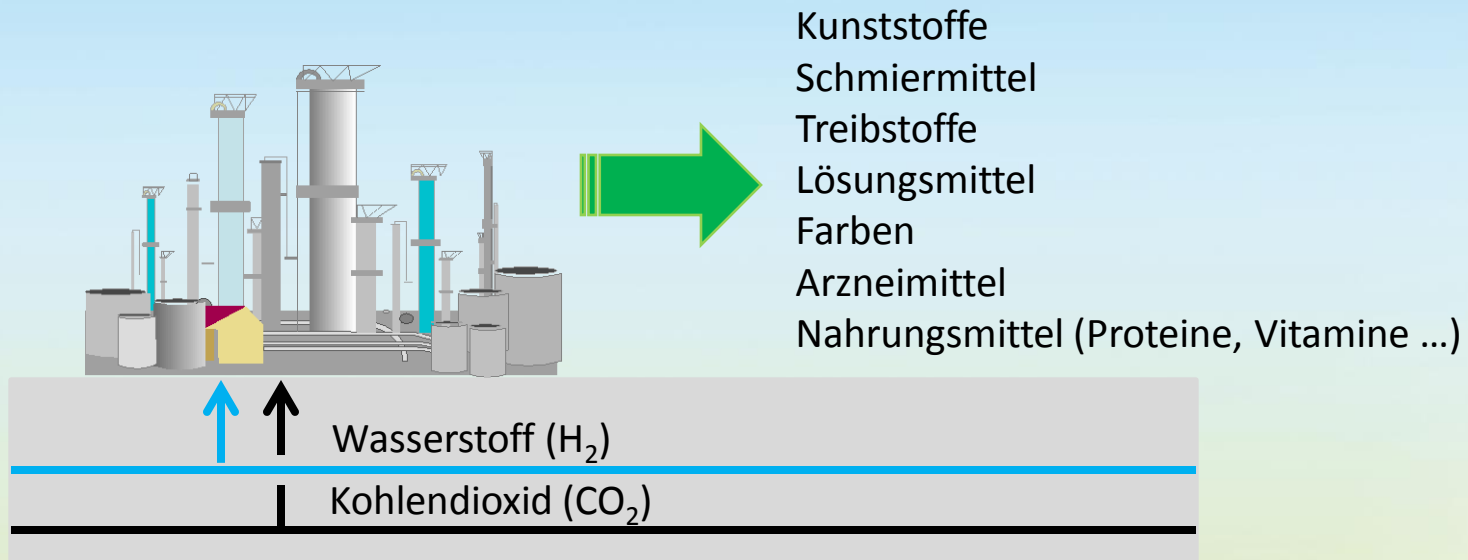 Kunststoffe
Schmiermittel
Treibstoffe
Lösungsmittel
Farben
Arzneimittel
Nahrungsmittel (Proteine, Vitamine ...)
Wasserstoff (H₂)
Kohlendioxid (CO₂)